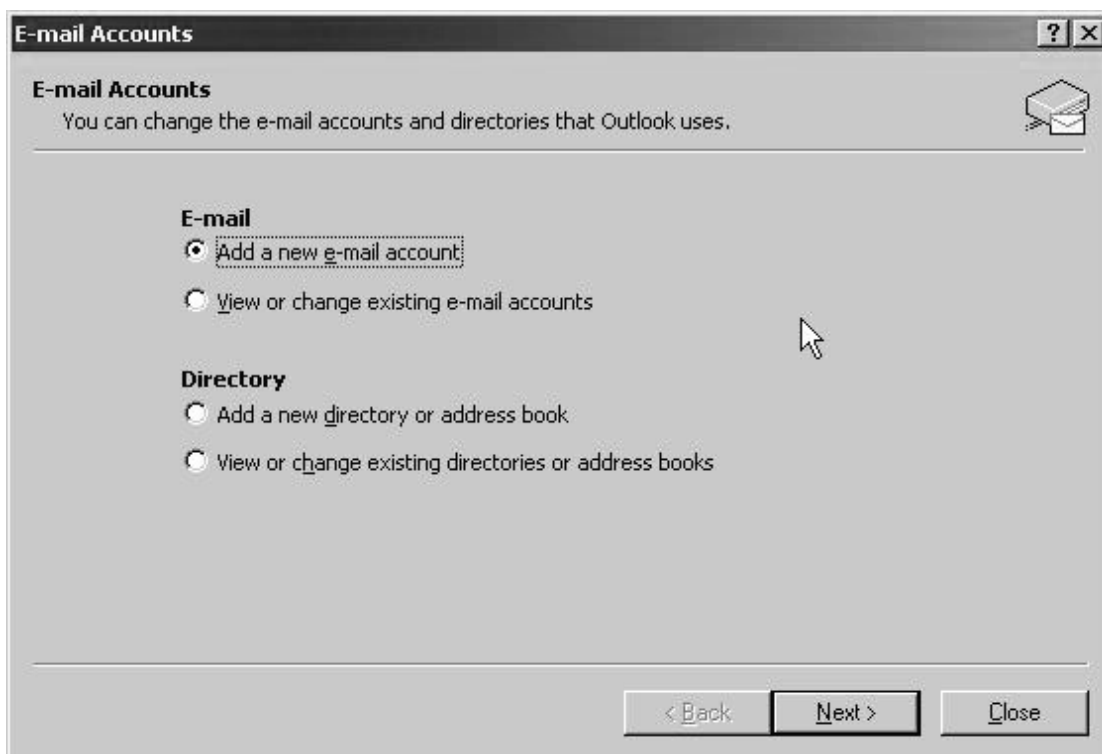 E-mail Accounts
E-mail Accounts
You can change the e-mail accounts and directories that Outlook uses.
E-mail
Add a new e-mail account
View or change existing e-mail accounts
Directory
Add a new directory or address book
View or change existing directories or address books
< Back Next > Close